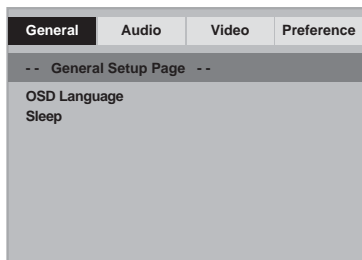 General Audio Video Preference
- - General Setup Page - -
OSD Language
Sleep